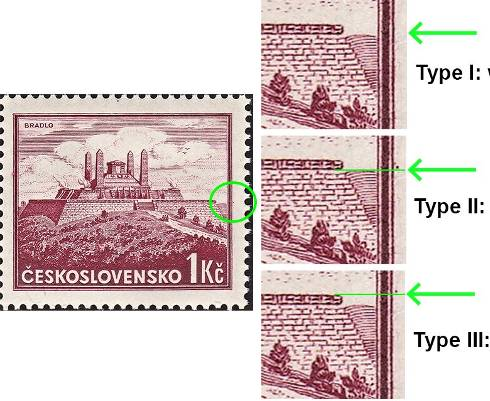 BRADLO
ČESKOSLOVENSKO 1Kč
Type I:
Type II:
Type III: